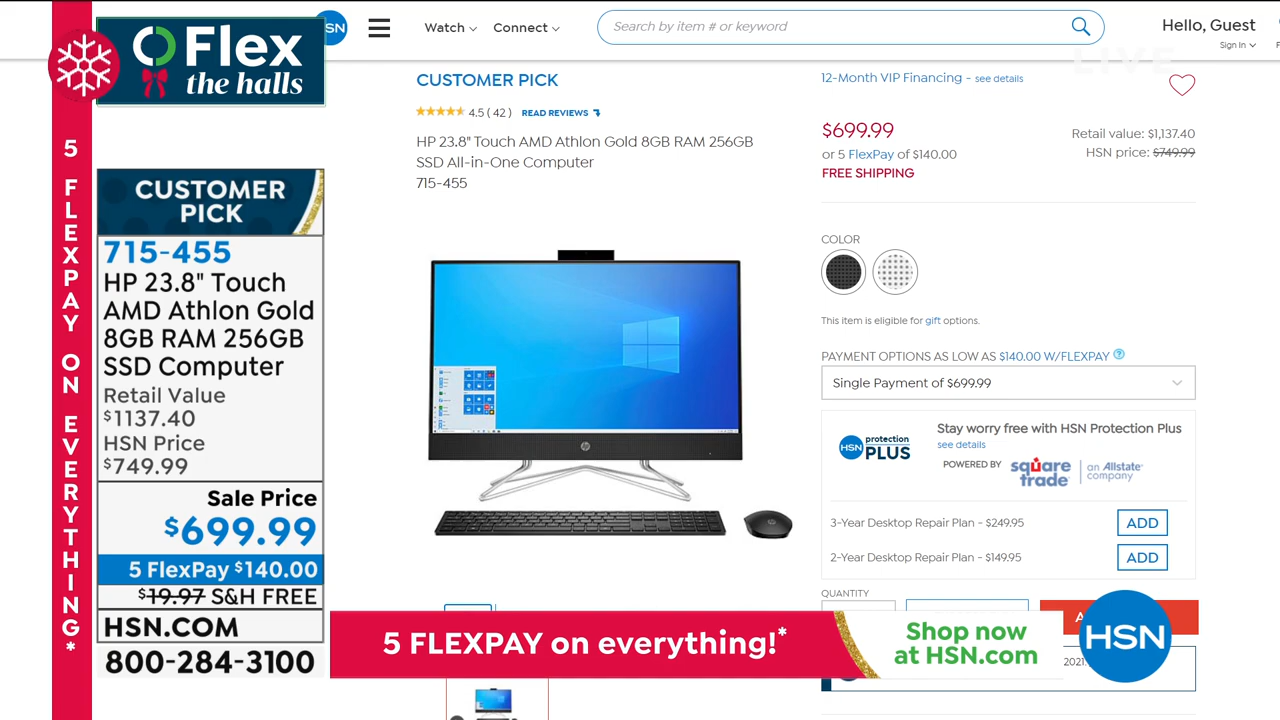 Flex
the halls
5 FLEXPAY ON EVERYTHING!*
CUSTOMER
PICK
715-455
HP 23.8" Touch
AMD Athlon Gold
8GB RAM 256GB
SSD Computer
Retail Value
$1137.40
HSN Price
$749.99
Sale Price
$699.99
5 FlexPay $140.00
$19.97 S&H FREE
HSN.COM
800-284-3100
SN
Watch
Connect
Search by item # or keyword
Hello, Guest
Sign In
LIVE
CUSTOMER PICK
4.5 ( 42 ) READ REVIEWS
HP 23.8" Touch AMD Athlon Gold 8GB RAM 256GB
SSD All-in-One Computer
715-455
12-Month VIP Financing - see details
$699.99
Retail value: $1,137.40
or 5 FlexPay of $140.00
HSN price: $749.99
FREE SHIPPING
COLOR
This item is eligible for gift options.
PAYMENT OPTIONS AS LOW AS $140.00 W/FLEXPAY ?
Single Payment of $699.99
HSN protection PLUS
Stay worry free with HSN Protection Plus
see details
POWERED BY square trade an Allstate company
3-Year Desktop Repair Plan - $249.95
ADD
2-Year Desktop Repair Plan - $149.95
ADD
QUANTITY
5 FLEXPAY on everything!*
Shop now
at HSN.com
HSN
2021,
hp